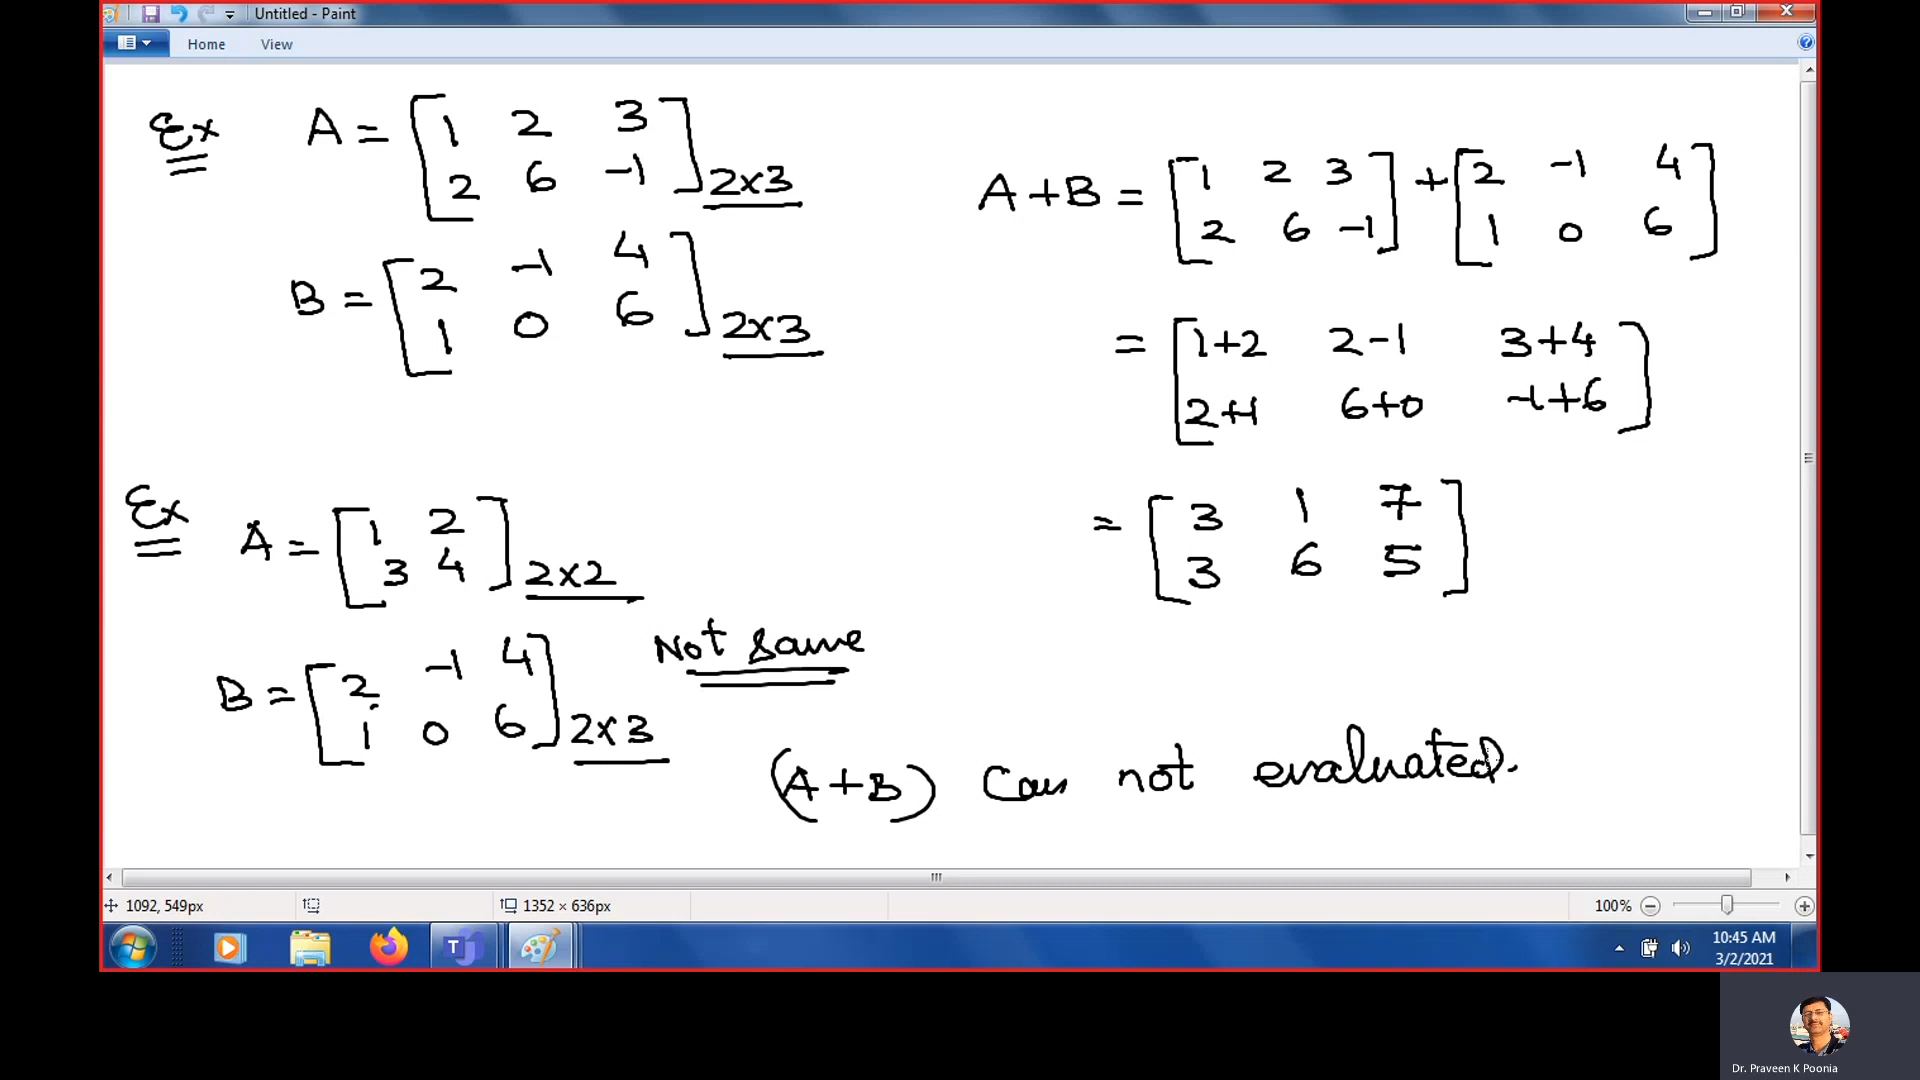 Untitled - Paint
Home View
Ex A = [1 2 3
2 6 -1] 2x3
B = [2 -1 4
1 0 6] 2x3
A+B = [1 2 3
2 6 -1] + [2 -1 4
1 0 6]
= [1+2 2-1 3+4
2+1 6+0 -1+6]
= [3 1 7
3 6 5]
Ex A = [1 2
3 4] 2x2
B = [2 -1 4
1 0 6] 2x3
Not same
(A+B) Can not evaluated.
1092, 549px 1352 × 636px 100%
T
10:45 AM
3/2/2021
Dr. Praveen K Poonia